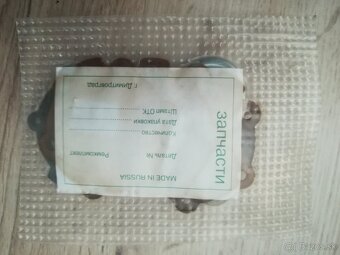 запчасти
MADE IN RUSSIA
Ремкомплект
Деталь №
Количество
Дата упаковки
Штамп ОТК
г. Димитровград